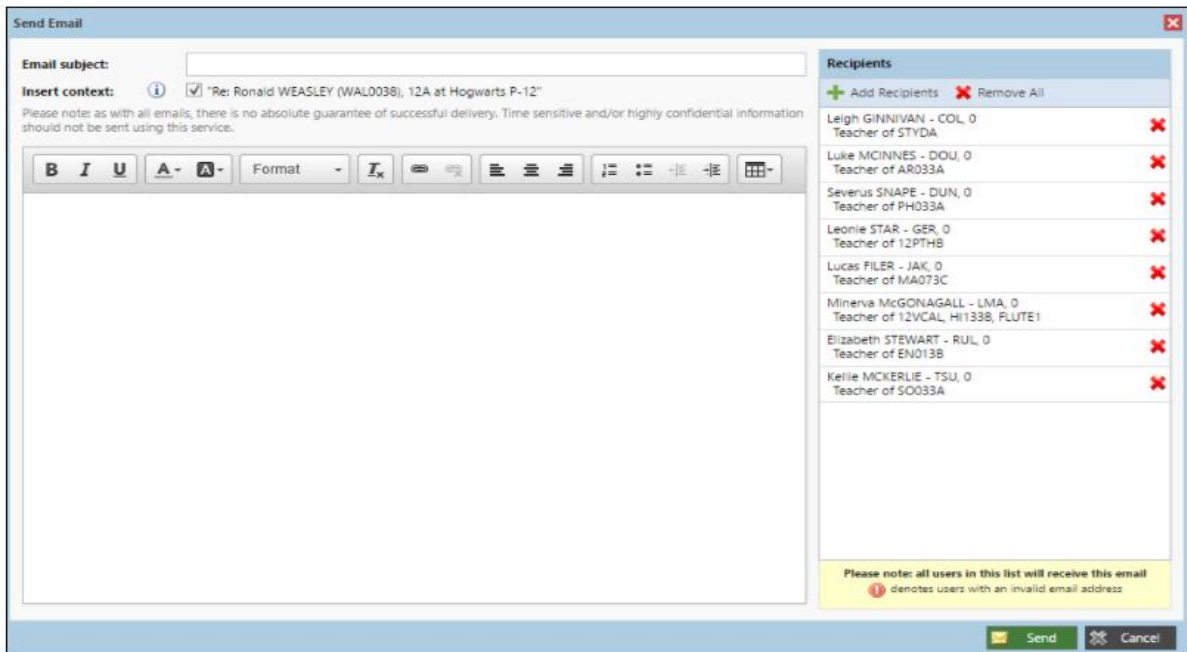 Send Email
Email subject:
Insert context: "Re: Ronald WEASLEY (WAL0038), 12A at Hogwarts P-12"
Please note: as with all emails, there is no absolute guarantee of successful delivery. Time sensitive and/or highly confidential information
should not be sent using this service.
B I U A A Format Ix
Recipients
Add Recipients Remove All
Leigh GINNIVAN - COL, 0
Teacher of STYDA
Luke MCINNES - DOU, 0
Teacher of AR033A
Severus SNAPE - DUN, 0
Teacher of PH033A
Leonie STAR - GER, 0
Teacher of 12PTHB
Lucas FILER - JAK, 0
Teacher of MA073C
Minerva McGONAGALL - LMA, 0
Teacher of 12VCAL, HI133B, FLUTE1
Elizabeth STEWART - RUL, 0
Teacher of EN013B
Kellie MCKERLIE - TSU, 0
Teacher of SO033A
Please note: all users in this list will receive this email
denotes users with an invalid email address
Send Cancel